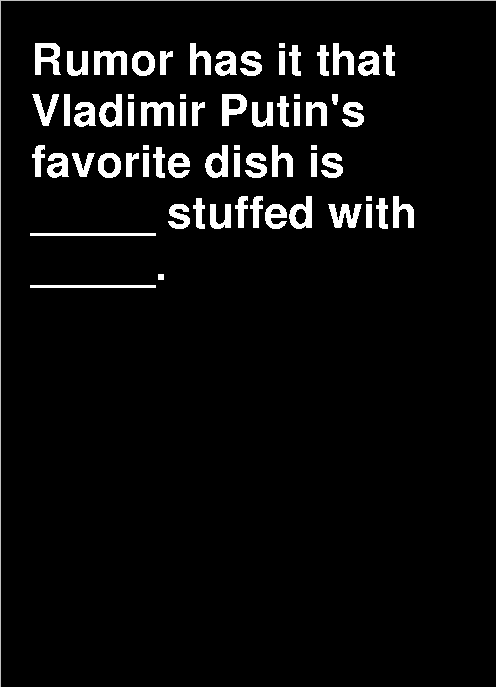 Rumor has it that
Vladimir Putin's
favorite dish is
______ stuffed with
______.